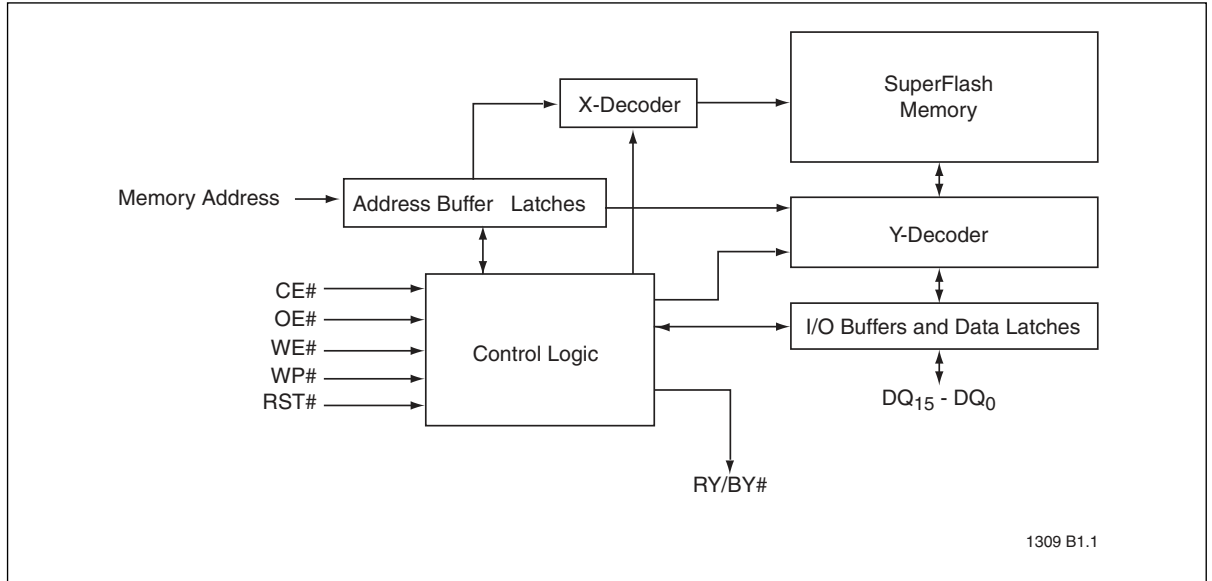 SuperFlash
Memory
X-Decoder
Memory Address
Address Buffer Latches
Y-Decoder
CE#
OE#
WE#
WP#
RST#
Control Logic
I/O Buffers and Data Latches
DQ15 - DQ0
RY/BY#
1309 B1.1